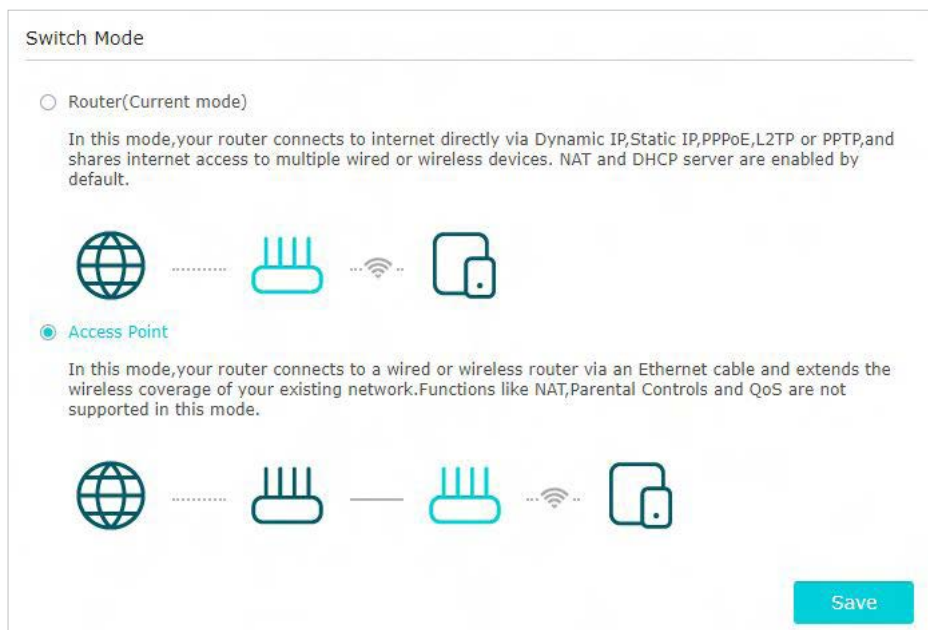 Switch Mode
Router(Current mode)
In this mode,your router connects to internet directly via Dynamic IP,Static IP,PPPoE,L2TP or PPTP,and
shares internet access to multiple wired or wireless devices. NAT and DHCP server are enabled by
default.
Access Point
In this mode,your router connects to a wired or wireless router via an Ethernet cable and extends the
wireless coverage of your existing network.Functions like NAT,Parental Controls and QoS are not
supported in this mode.
Save